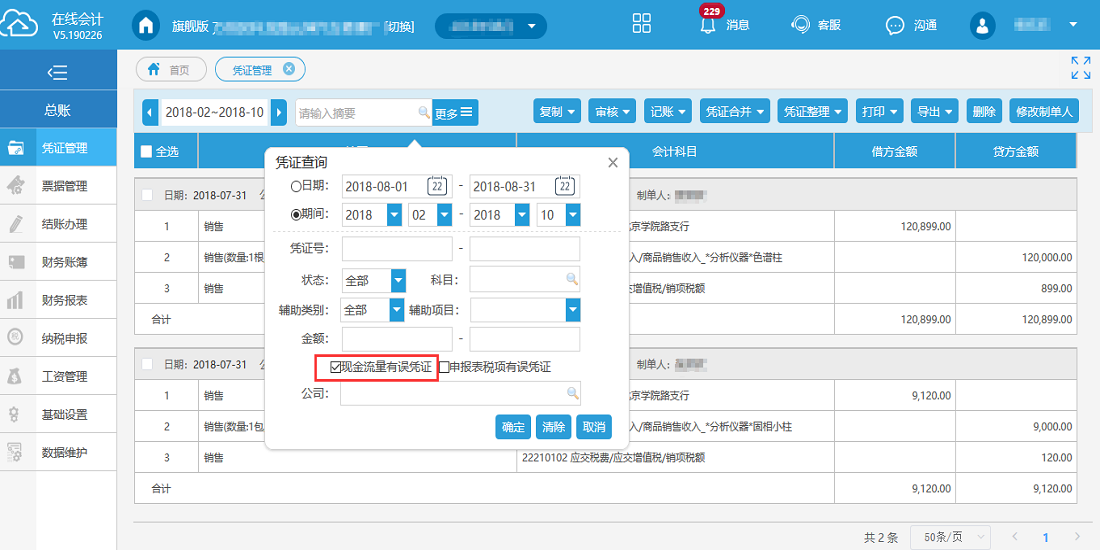 在线会计
V5.190226
旗舰版
[切换]
229
消息
客服
沟通
总账
凭证管理
票据管理
结账办理
财务账簿
财务报表
纳税申报
工资管理
基础设置
数据维护
首页
凭证管理
2018-02~2018-10
请输入摘要
更多
复制
审核
记账
凭证合并
凭证整理
打印
导出
删除
修改制单人
全选
会计科目
借方金额
贷方金额
凭证查询
日期:
2018-08-01
22
-
2018-08-31
22
期间:
2018
02
-
2018
10
凭证号:
-
状态:
全部
科目:
辅助类别:
全部
辅助项目:
金额:
-
现金流量有误凭证
申报表税项有误凭证
公司:
确定
清除
取消
日期: 2018-07-31
制单人:
1
销售
京学院路支行
120,899.00
2
销售(数量:1根
入/商品销售收入_*分析仪器*色谱柱
120,000.00
3
销售
交增值税/销项税额
899.00
合计
120,899.00
120,899.00
日期: 2018-07-31
制单人:
1
销售
京学院路支行
9,120.00
2
销售(数量:1包
入/商品销售收入_*分析仪器*固相小柱
9,000.00
3
销售
22210102 应交税费/应交增值税/销项税额
120.00
合计
9,120.00
9,120.00
共 2 条
50条/页
1